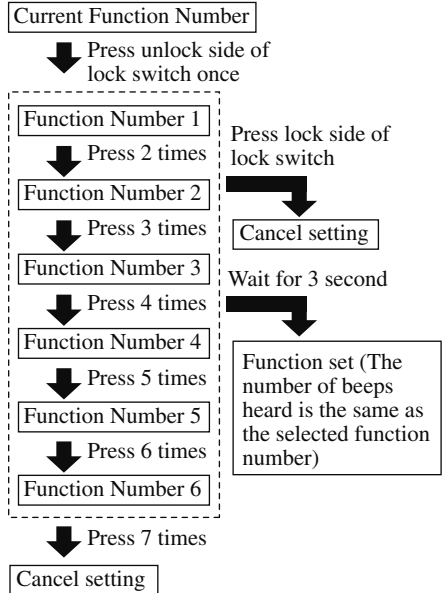 Current Function Number
Press unlock side of
lock switch once
Function Number 1
Press 2 times
Function Number 2
Press 3 times
Function Number 3
Press 4 times
Function Number 4
Press 5 times
Function Number 5
Press 6 times
Function Number 6
Press 7 times
Cancel setting
Press lock side of
lock switch
Cancel setting
Wait for 3 second
Function set (The
number of beeps
heard is the same as
the selected function
number)